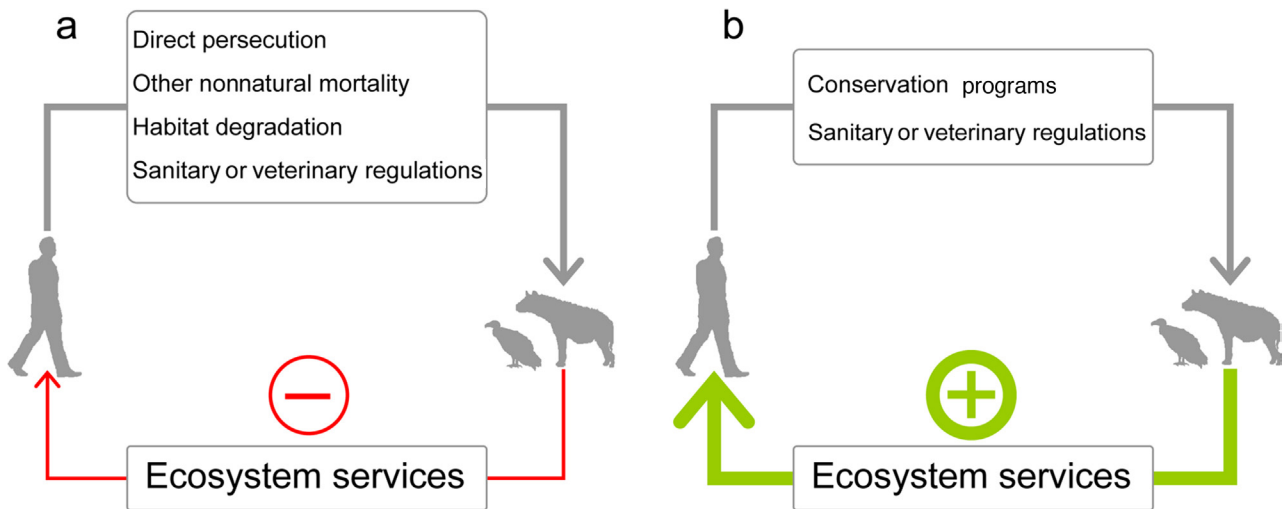 a
Direct persecution
Other nonnatural mortality
Habitat degradation
Sanitary or veterinary regulations
Ecosystem services
b
Conservation programs
Sanitary or veterinary regulations
Ecosystem services